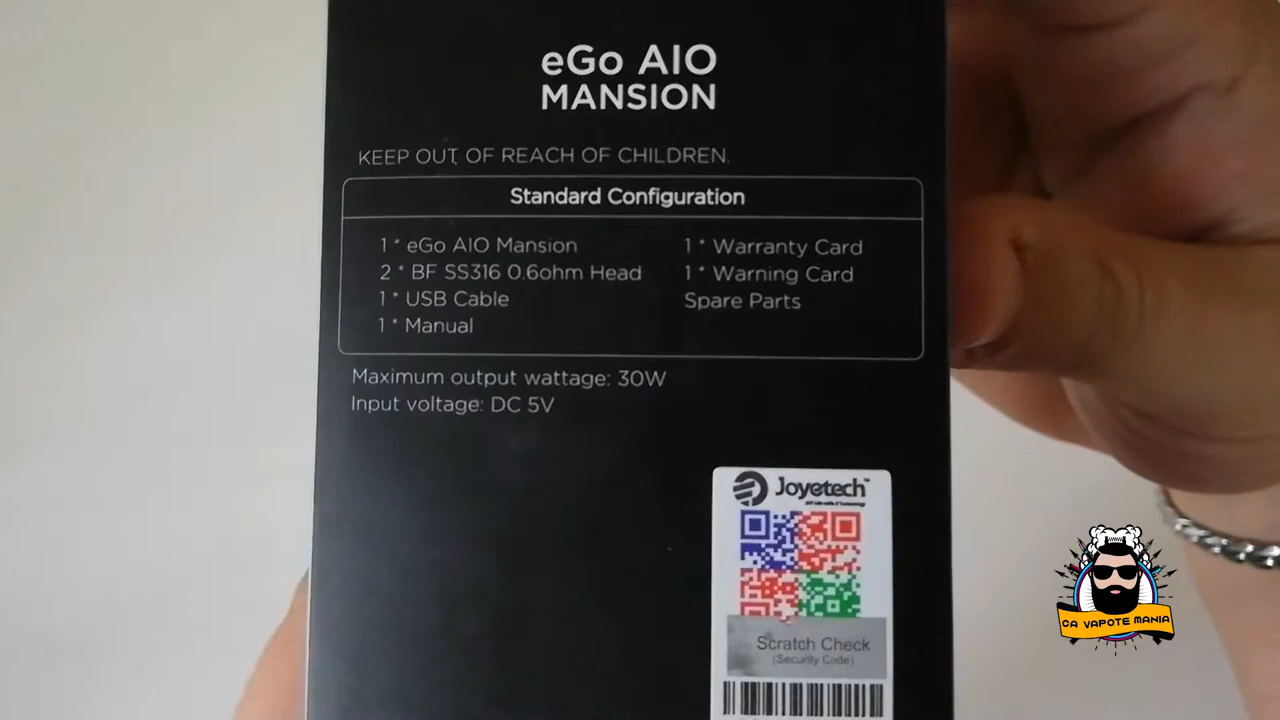 eGo AIO
MANSION
KEEP OUT OF REACH OF CHILDREN.
Standard Configuration
1 * eGo AIO Mansion
2 * BF SS316 0.6ohm Head
1 * USB Cable
1 * Manual
1 * Warranty Card
1 * Warning Card
Spare Parts
Maximum output wattage: 30W
Input voltage: DC 5V
Joyetech™
Scratch Check
(Security Code)
CA VAPOTE MANIA